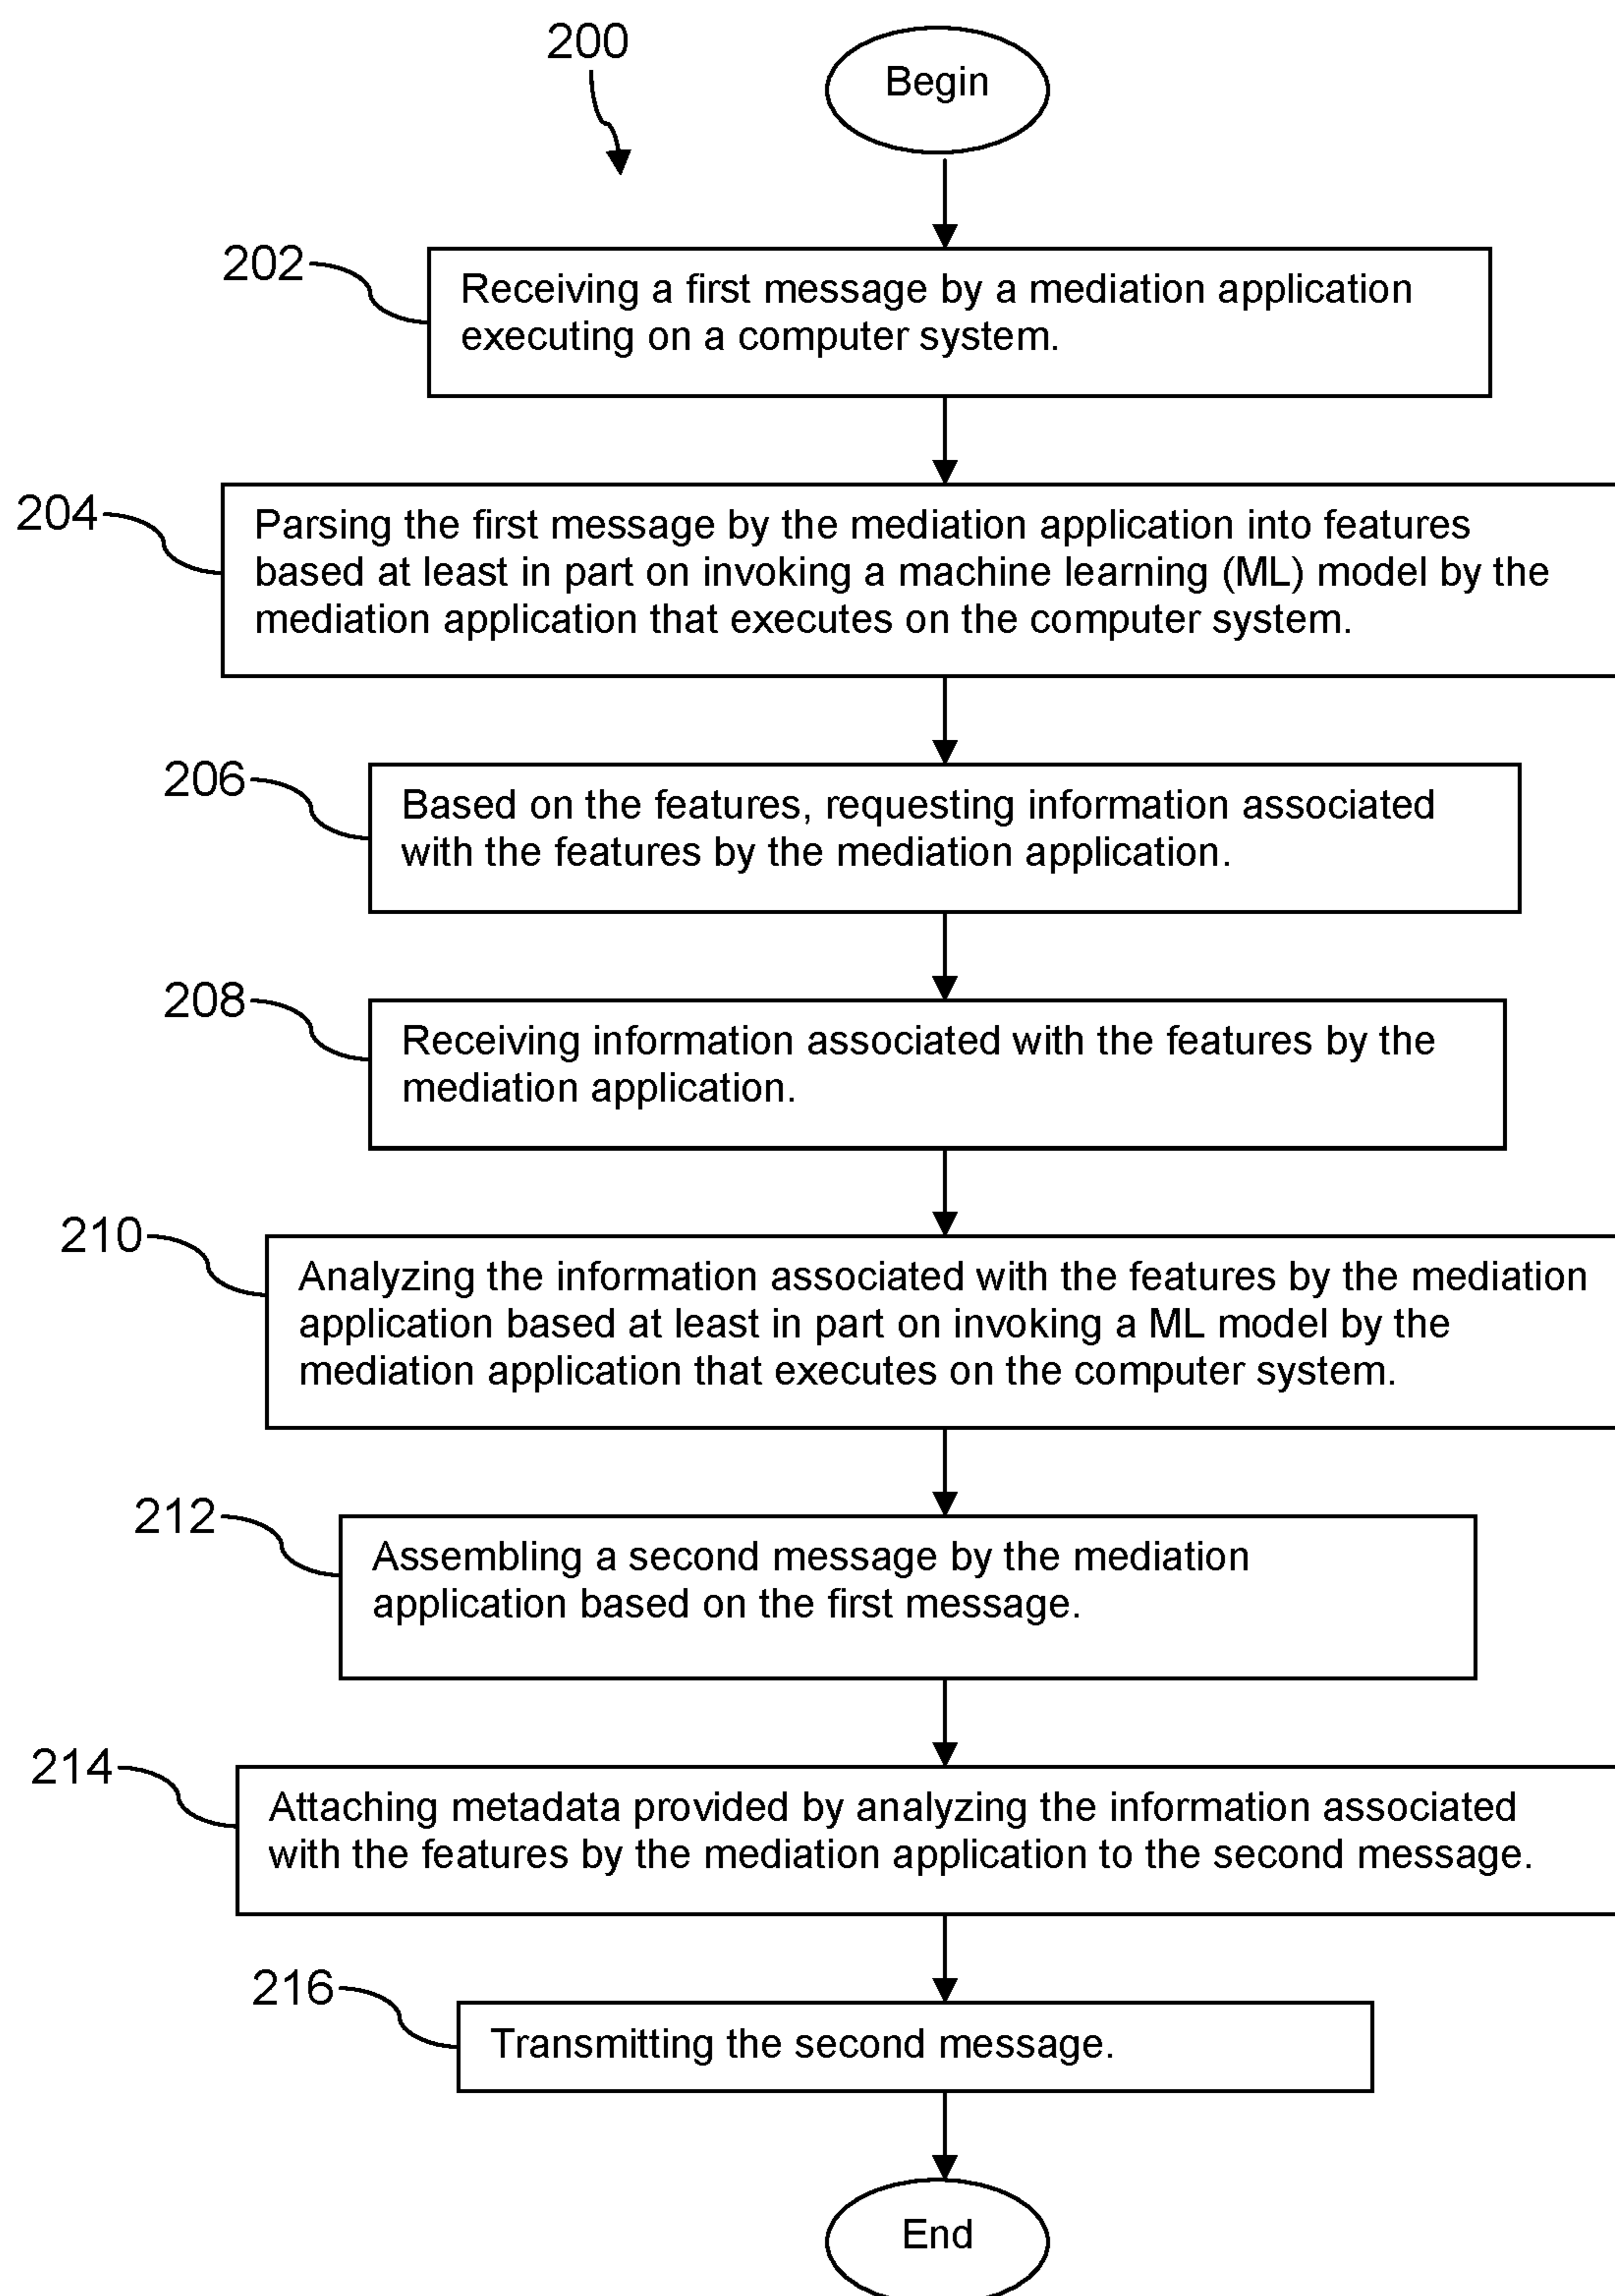 200
Begin
202
Receiving a first message by a mediation application
executing on a computer system.
204
Parsing the first message by the mediation application into features
based at least in part on invoking a machine learning (ML) model by the
mediation application that executes on the computer system.
206
Based on the features, requesting information associated
with the features by the mediation application.
208
Receiving information associated with the features by the
mediation application.
210
Analyzing the information associated with the features by the mediation
application based at least in part on invoking a ML model by the
mediation application that executes on the computer system.
212
Assembling a second message by the mediation
application based on the first message.
214
Attaching metadata provided by analyzing the information associated
with the features by the mediation application to the second message.
216
Transmitting the second message.
End